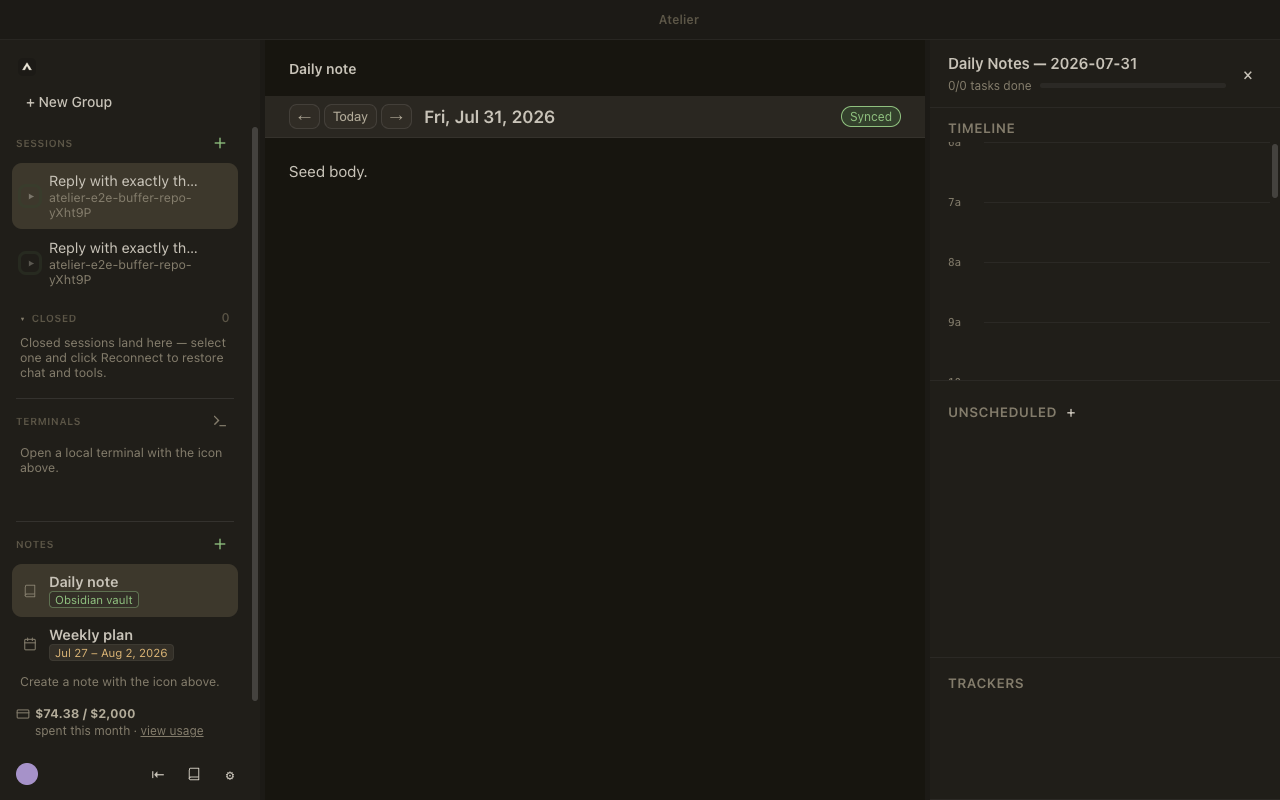 Atelier
+ New Group
SESSIONS
Reply with exactly th...
atelier-e2e-buffer-repo-
yXht9P
Reply with exactly th...
atelier-e2e-buffer-repo-
yXht9P
CLOSED 0
Closed sessions land here — select
one and click Reconnect to restore
chat and tools.
TERMINALS
Open a local terminal with the icon
above.
NOTES
Daily note
Obsidian vault
Weekly plan
Jul 27 – Aug 2, 2026
Create a note with the icon above.
$74.38 / $2,000
spent this month · view usage
Daily note
← Today → Fri, Jul 31, 2026 Synced
Seed body.
Daily Notes — 2026-07-31
0/0 tasks done
TIMELINE
6a
7a
8a
9a
UNSCHEDULED +
TRACKERS